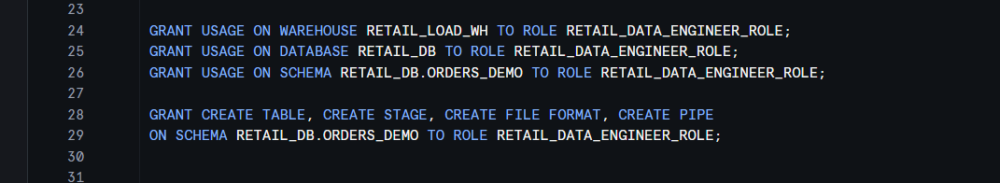 23
24 GRANT USAGE ON WAREHOUSE RETAIL_LOAD_WH TO ROLE RETAIL_DATA_ENGINEER_ROLE;
25 GRANT USAGE ON DATABASE RETAIL_DB TO ROLE RETAIL_DATA_ENGINEER_ROLE;
26 GRANT USAGE ON SCHEMA RETAIL_DB.ORDERS_DEMO TO ROLE RETAIL_DATA_ENGINEER_ROLE;
27
28 GRANT CREATE TABLE, CREATE STAGE, CREATE FILE FORMAT, CREATE PIPE
29 ON SCHEMA RETAIL_DB.ORDERS_DEMO TO ROLE RETAIL_DATA_ENGINEER_ROLE;
30
31